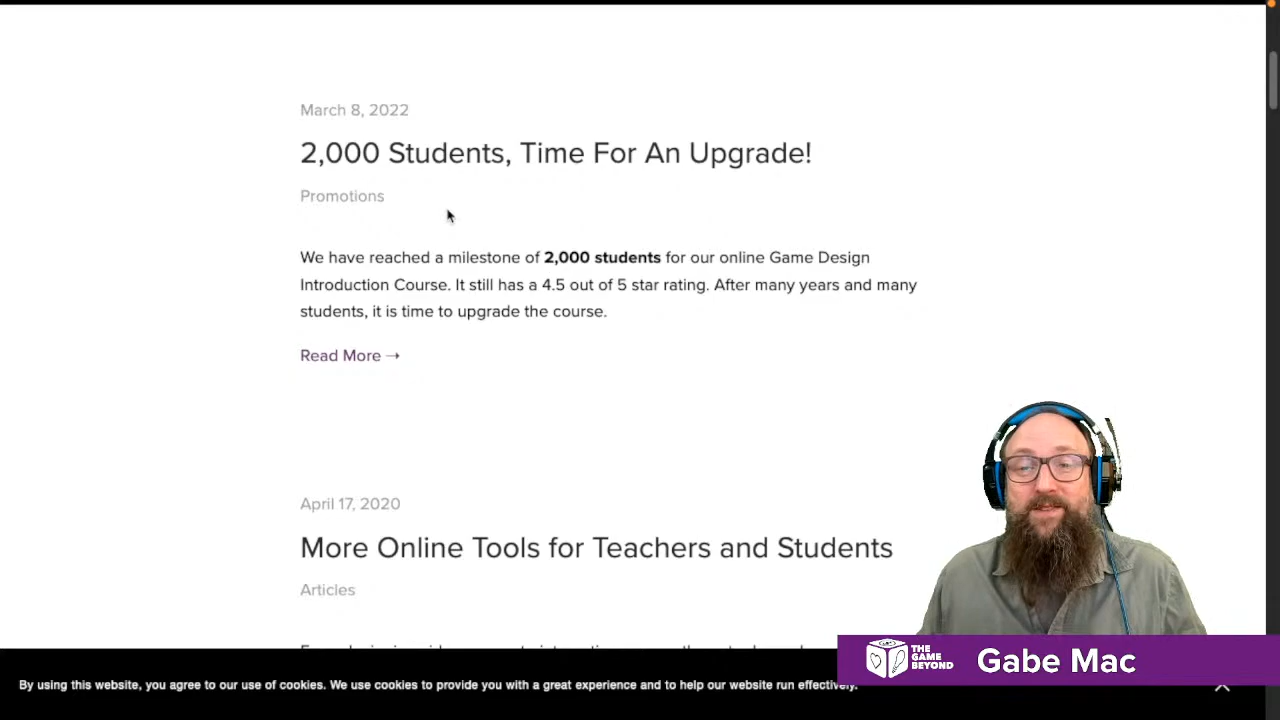 March 8, 2022
2,000 Students, Time For An Upgrade!
Promotions
We have reached a milestone of 2,000 students for our online Game Design
Introduction Course. It still has a 4.5 out of 5 star rating. After many years and many
students, it is time to upgrade the course.
Read More →
April 17, 2020
More Online Tools for Teachers and Students
Articles
THE
GAME
BEYOND
Gabe Mac
By using this website, you agree to our use of cookies. We use cookies to provide you with a great experience and to help our website run effectively.